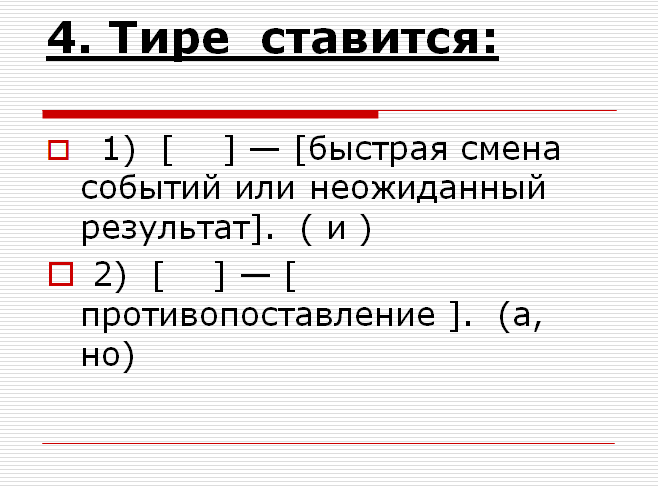 4. Тире ставится:
1) [ ] — [быстрая смена
событий или неожиданный
результат]. ( и )
2) [ ] — [
противопоставление ]. (а,
но)